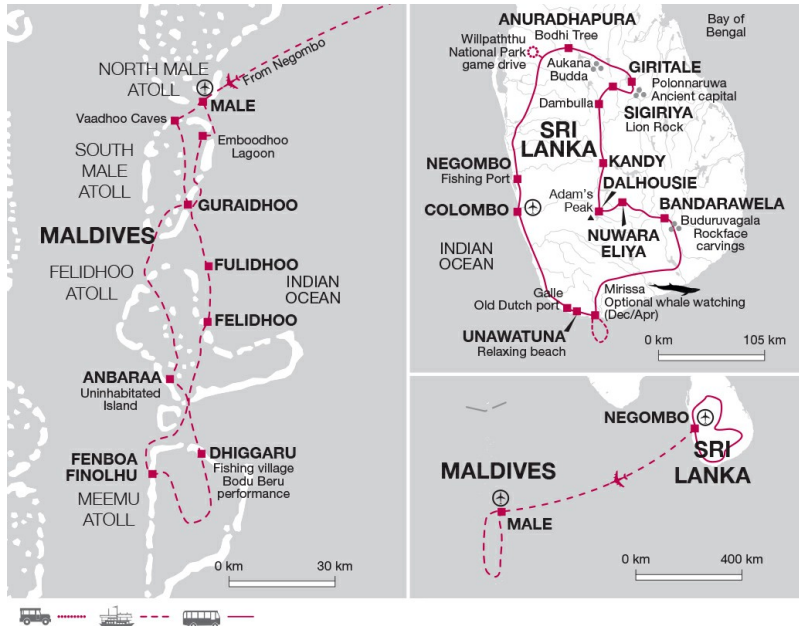 From Negombo
NORTH MALE
ATOLL
MALE
Vaadhoo Caves
Emboodhoo
Lagoon
SOUTH
MALE
ATOLL
GURAIDHOO
MALDIVES
FULIDHOO
FELIDHOO
ATOLL
INDIAN
OCEAN
FELIDHOO
ANBARAA
Uninhabited
Island
DHIGGARU
Fishing village
Bodu Beru
performance
FENBOA
FINOLHU
MEEMU
ATOLL
0 km
30 km
ANURADHAPURA
Bodhi Tree
Bay of
Bengal
Willpaththu
National Park
game drive
Aukana
Budda
GIRITALE
Polonnaruwa
Ancient capital
Dambulla
SIGIRIYA
Lion Rock
SRI
LANKA
NEGOMBO
Fishing Port
KANDY
DALHOUSIE
Adam's
Peak
COLOMBO
BANDARAWELA
Buduruvagala
Rockface
carvings
NUWARA
ELIYA
INDIAN
OCEAN
Galle
Old Dutch port
Mirissa
Optional whale watching
(Dec/Apr)
UNAWATUNA
Relaxing beach
0 km
105 km
NEGOMBO
SRI
LANKA
MALDIVES
MALE
0 km
400 km